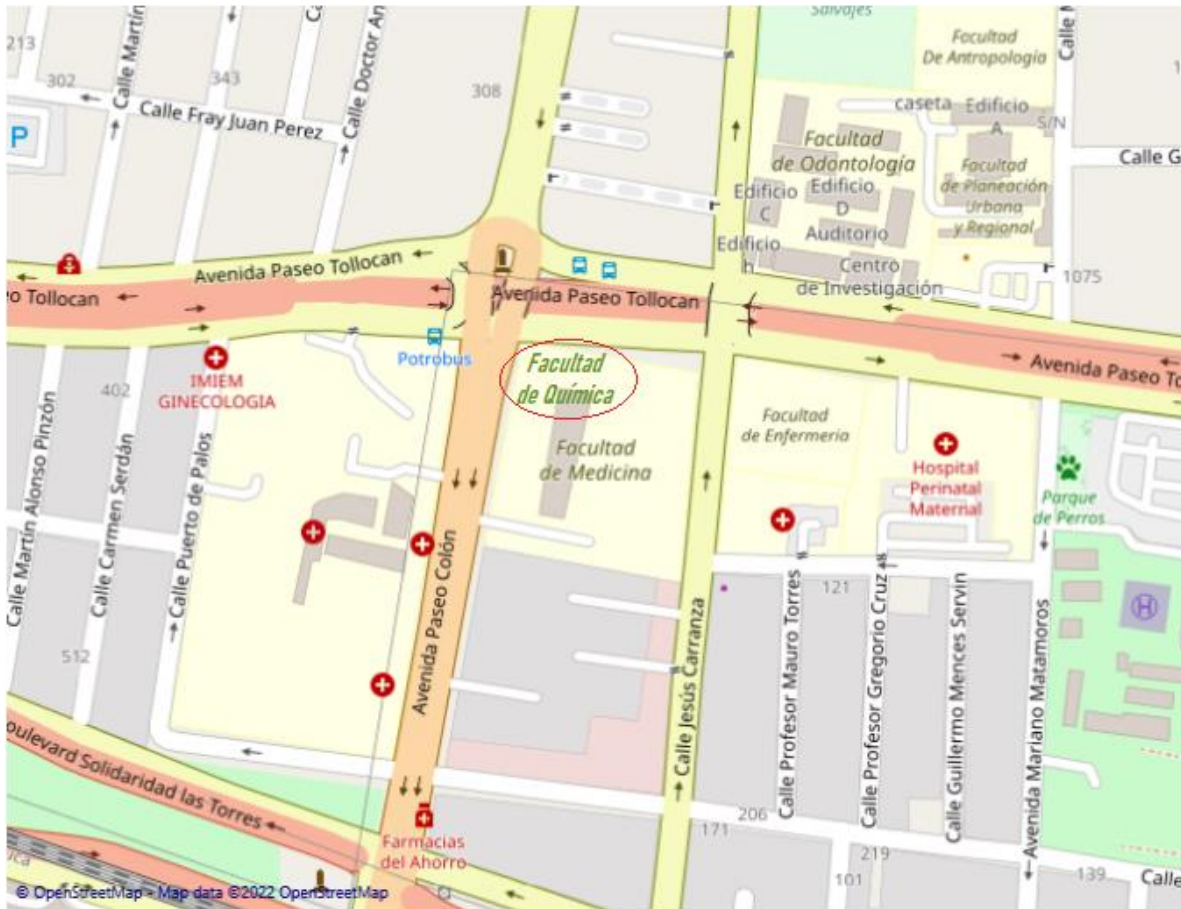 Salvajes
213
Calle Martín
302
343
Calle Doctor An
308
Facultad
De Antropología
Calle Fray Juan Perez
P
caseta
Edificio
A
S/N
Facultad
de Odontología
Calle G
Facultad
de Planeación
Urbana
y Regional
Edificio
C
Edificio
D
Auditorio
Edificio
h
Centro
de Investigación
1075
Avenida Paseo Tollocan
eo Tollocan
Avenida Paseo Tollocan
Avenida Paseo To
Potrobus
Facultad
de Química
IMIEM
GINECOLOGIA
402
Facultad
de Enfermeria
Facultad
de Medicina
Hospital
Perinatal
Maternal
Parque
de Perros
Calle Martín Alonso Pinzón
Calle Carmen Serdán
Calle Puerto de Palos
Avenida Paseo Colón
Calle Jesús Carranza
121
H
Calle Profesor Mauro Torres
Calle Profesor Gregorio Cruz
Calle Guillermo Mences Servin
Avenida Mariano Matamoros
512
oulevard Solidaridad las Torres
206
171
219
101
139
Calle
Farmacias
del Ahorro
© OpenStreetMap - Map data ©2022 OpenStreetMap